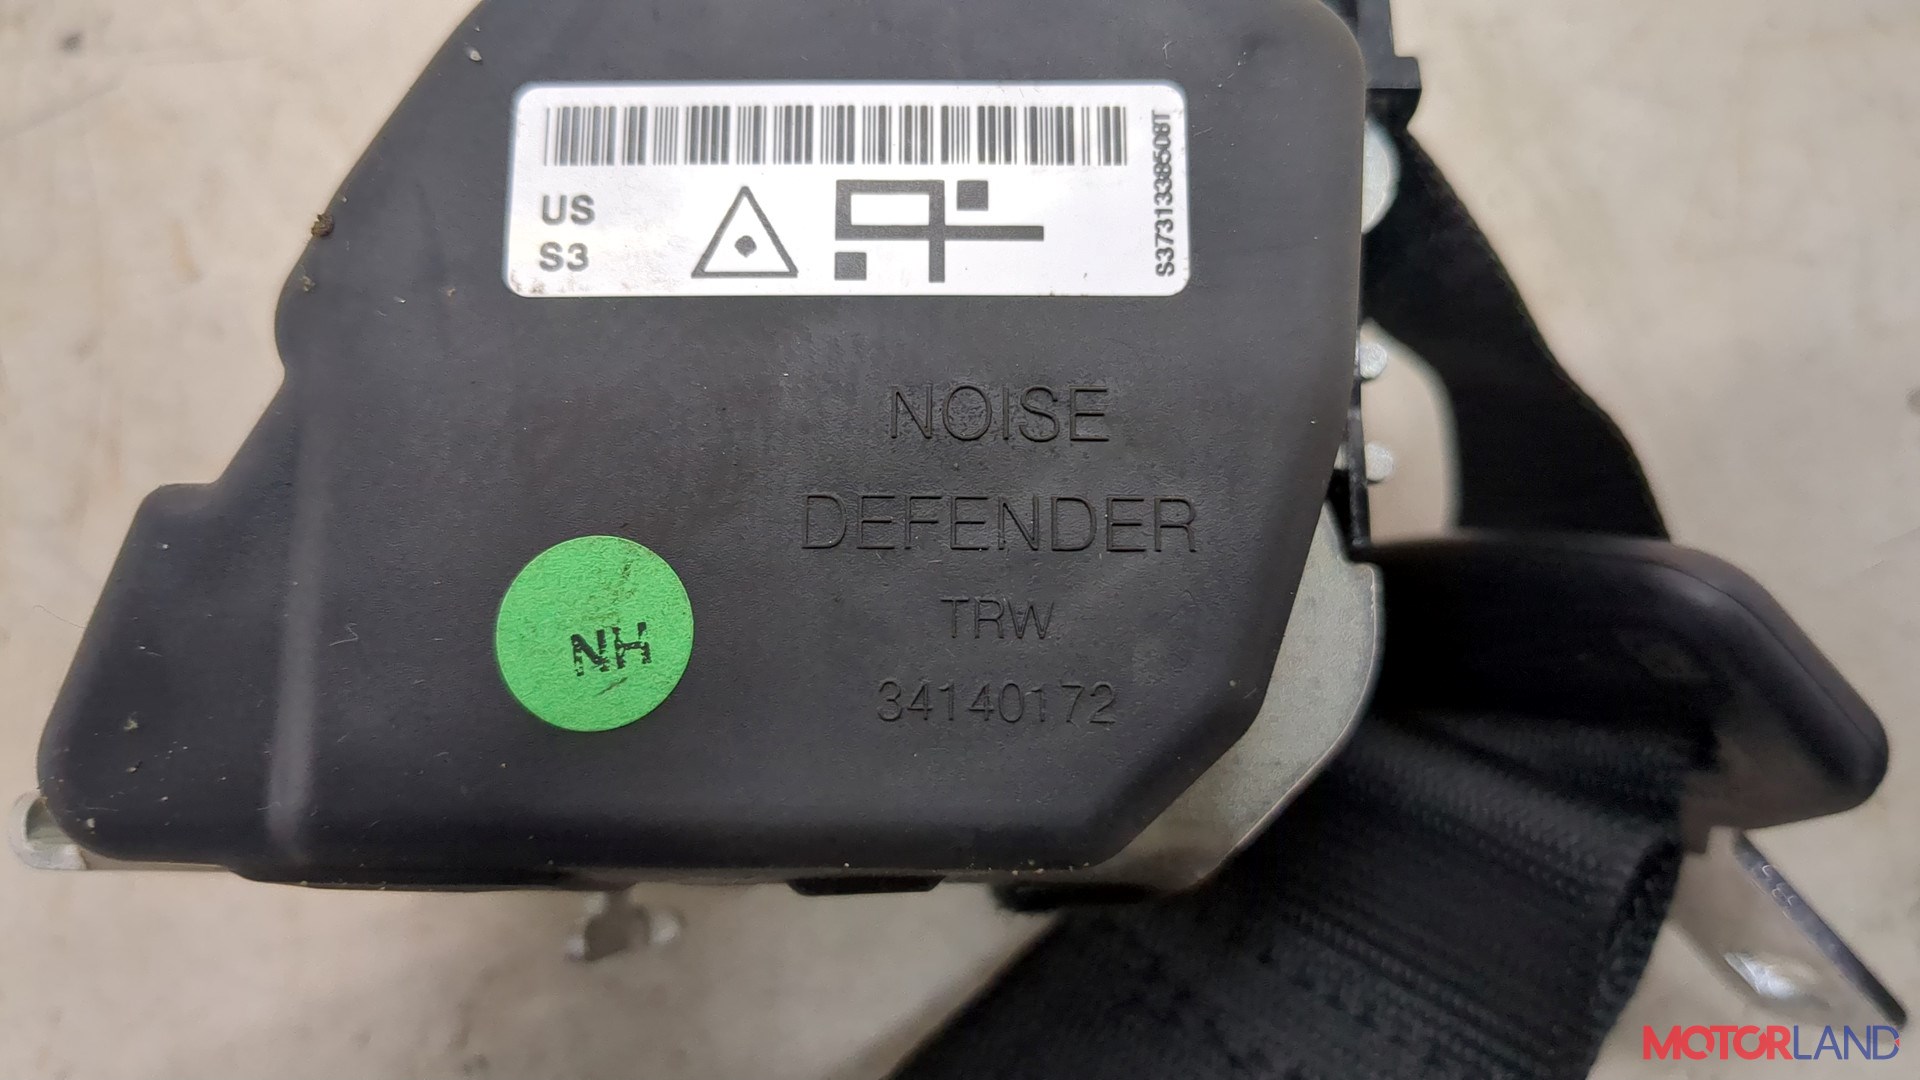 US
S3
S3731338508T
NOISE
DEFENDER
TRW
34140172
NH
MOTORLAND